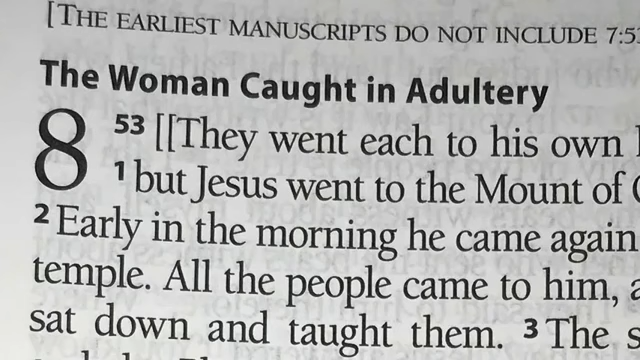 [THE EARLIEST MANUSCRIPTS DO NOT INCLUDE 7:53
The Woman Caught in Adultery
8 53 [[They went each to his own
1 but Jesus went to the Mount of
2 Early in the morning he came again
temple. All the people came to him,
sat down and taught them. 3 The